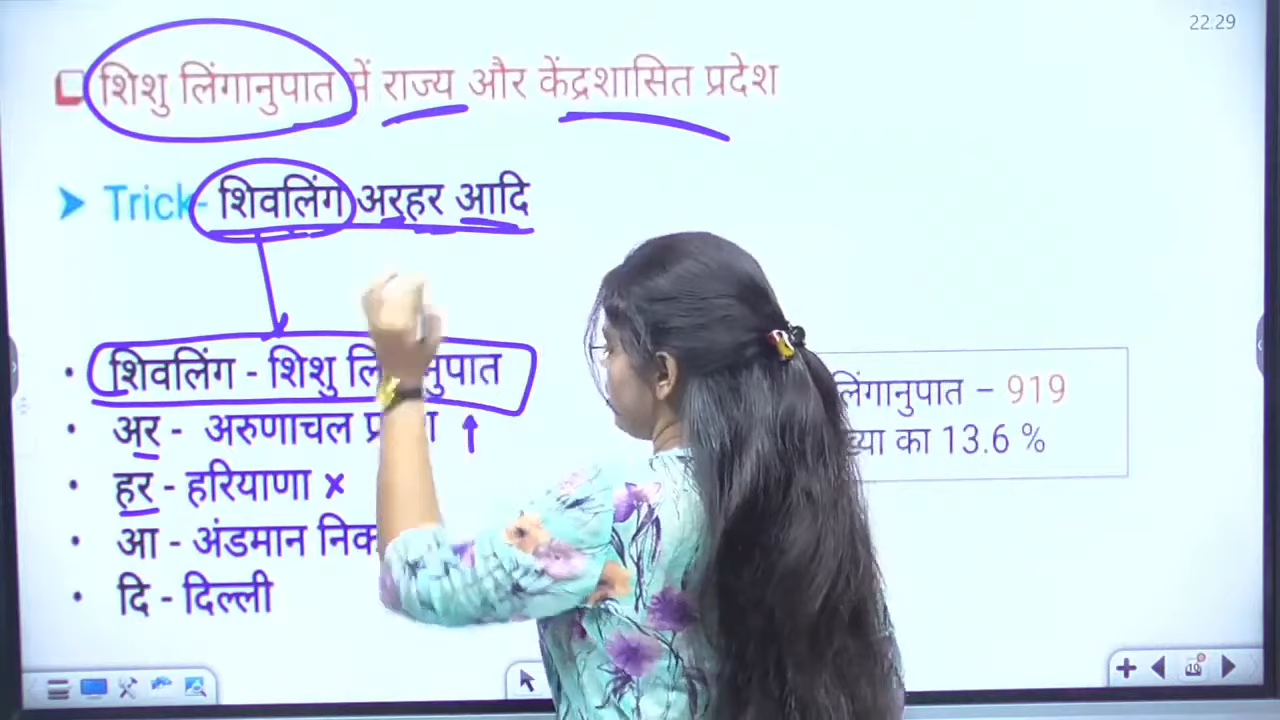 22:29
शिशु लिंगानुपात में राज्य और केंद्रशासित प्रदेश
Trick- शिवलिंग अरहर आदि
शिवलिंग - शिशु
अर - अरुणाचल
हर - हरियाणा ×
आ - अंडमान
दि - दिल्ली
लिंगानुपात – 919
का 13.6 %